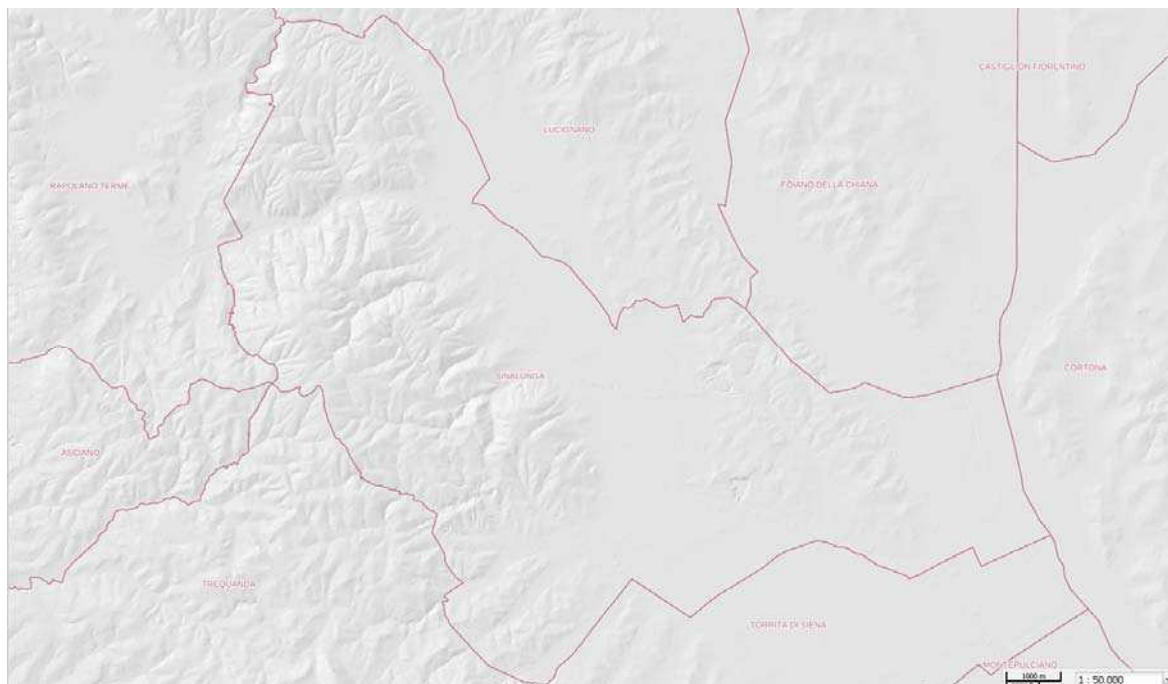 CASTIGLION FIORENTINO
LUCIGNANO
RAPOLANO TERME
FOIANO DELLA CHIANA
CORTONA
SINALUNGA
ASCIANO
TREQUANDA
TORRITA DI SIENA
MONTEPULCIANO
1000 m
1 : 50.000